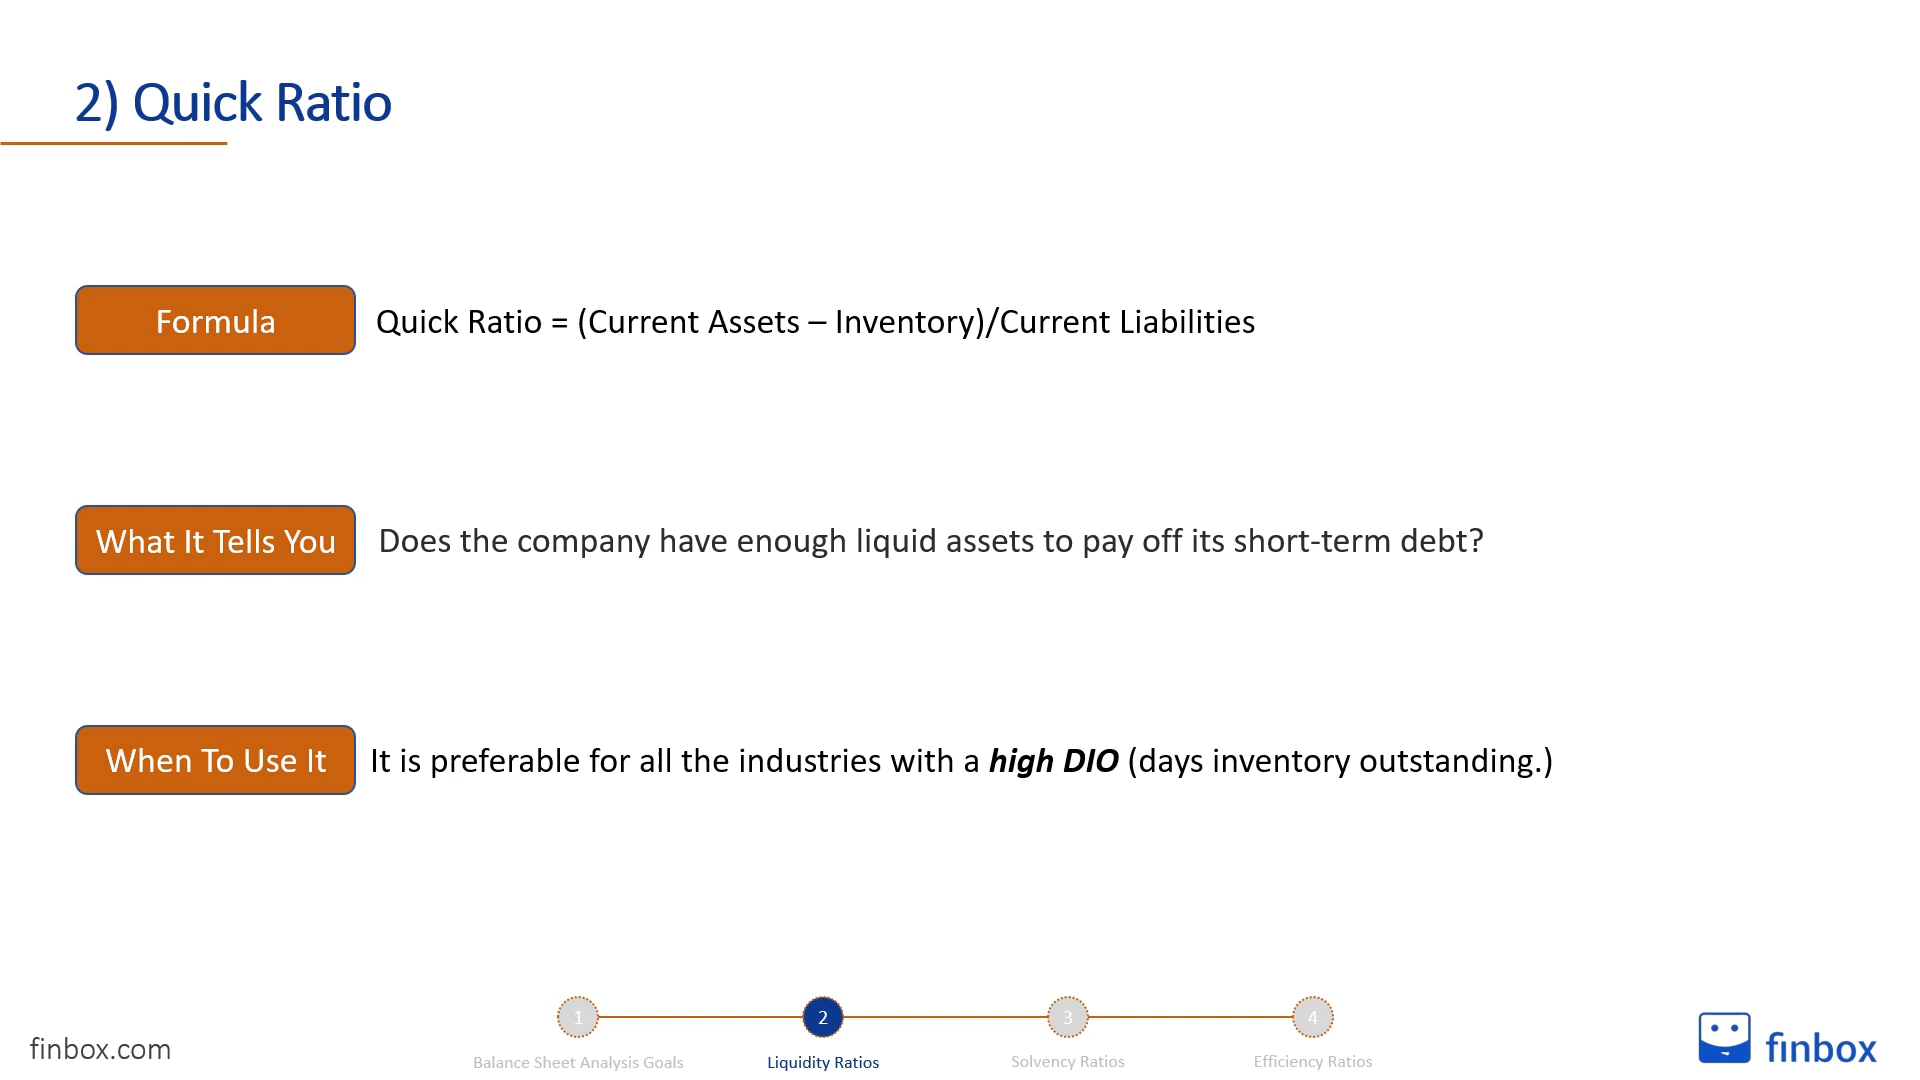 2) Quick Ratio
Formula
Quick Ratio = (Current Assets – Inventory)/Current Liabilities
What It Tells You
Does the company have enough liquid assets to pay off its short-term debt?
When To Use It
It is preferable for all the industries with a high DIO (days inventory outstanding.)
1
2
3
4
Balance Sheet Analysis Goals
Liquidity Ratios
Solvency Ratios
Efficiency Ratios
finbox.com
finbox